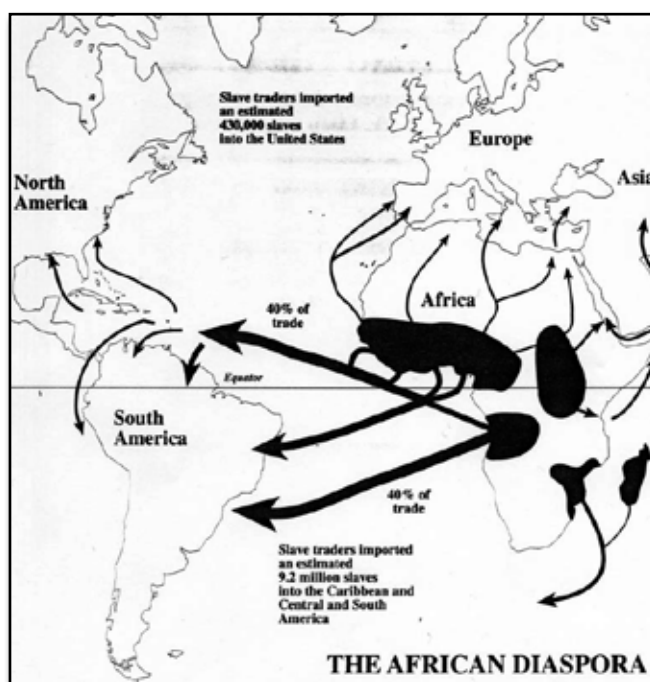 Slave traders imported
an estimated
430,000 slaves
into the United States
Europe
Asia
North
America
40% of
trade
Africa
Equator
South
America
40% of
trade
Slave traders imported
an estimated
9.2 million slaves
into the Caribbean and
Central and South
America
THE AFRICAN DIASPORA